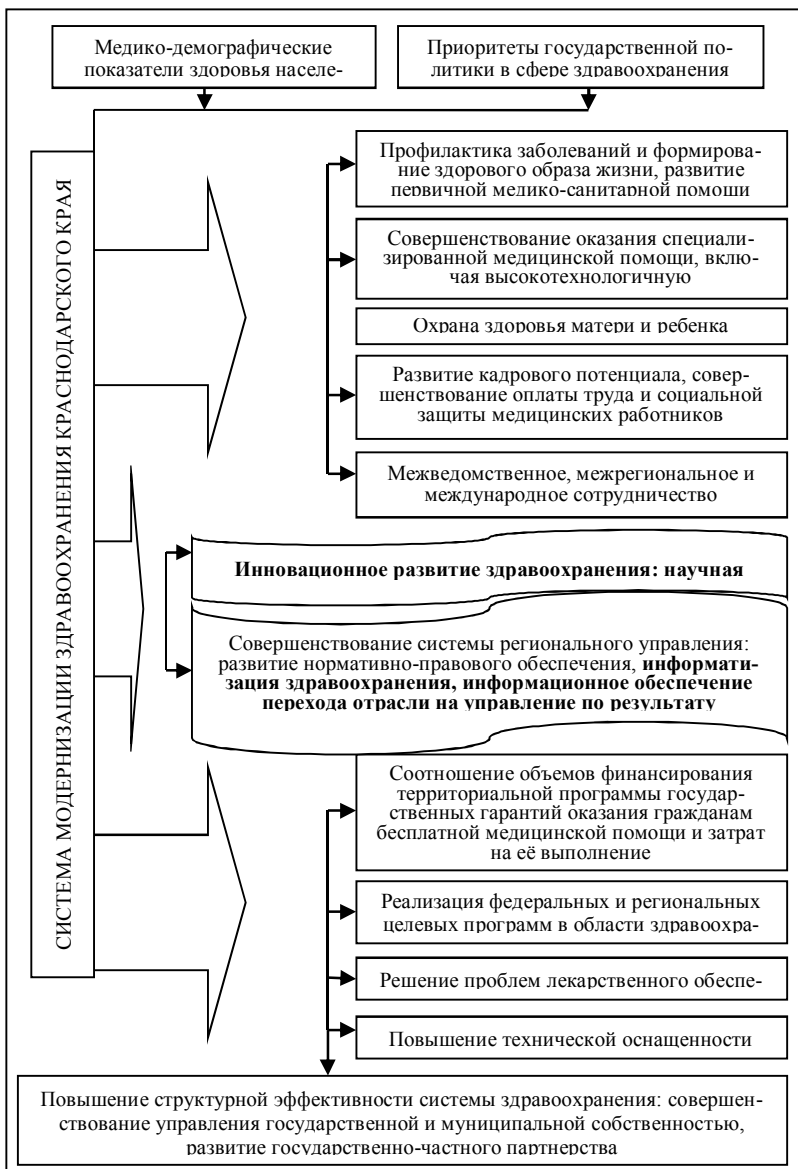 Медико-демографические
показатели здоровья населе-
Приоритеты государственной по-
литики в сфере здравоохранения
СИСТЕМА МОДЕРНИЗАЦИИ ЗДРАВООХРАНЕНИЯ КРАСНОДАРСКОГО КРАЯ
Профилактика заболеваний и формирова-
ние здорового образа жизни, развитие
первичной медико-санитарной помощи
Совершенствование оказания специали-
зированной медицинской помощи, вклю-
чая высокотехнологичную
Охрана здоровья матери и ребенка
Развитие кадрового потенциала, совер-
шенствование оплаты труда и социальной
защиты медицинских работников
Межведомственное, межрегиональное и
международное сотрудничество
Инновационное развитие здравоохранения: научная
Совершенствование системы регионального управления:
развитие нормативно-правового обеспечения, информати-
зация здравоохранения, информационное обеспечение
перехода отрасли на управление по результату
Соотношение объемов финансирования
территориальной программы государ-
ственных гарантий оказания гражданам
бесплатной медицинской помощи и затрат
на её выполнение
Реализация федеральных и региональных
целевых программ в области здравоохра-
Решение проблем лекарственного обеспе-
Повышение технической оснащенности
Повышение структурной эффективности системы здравоохранения: совершен-
ствование управления государственной и муниципальной собственностью,
развитие государственно-частного партнерства